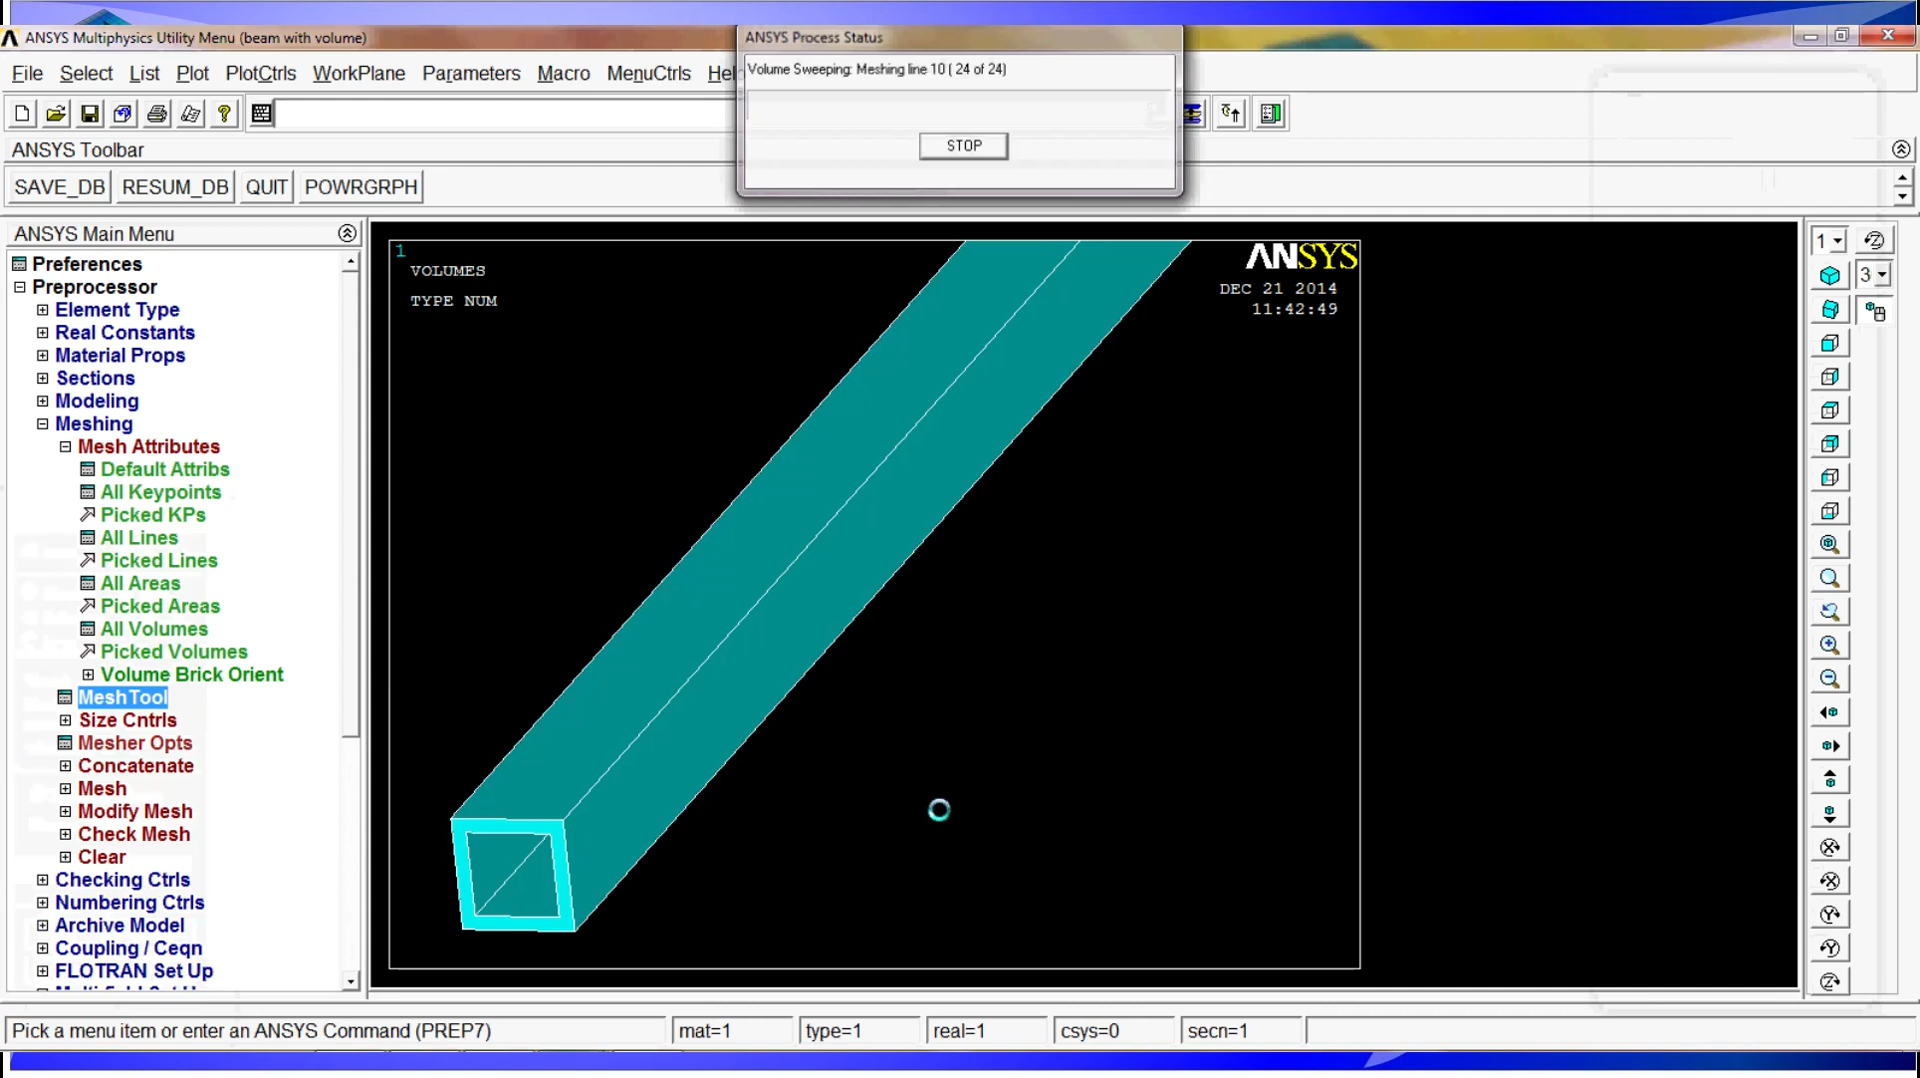 ANSYS Multiphysics Utility Menu (beam with volume)
ANSYS Process Status
File Select List Plot PlotCtrls WorkPlane Parameters Macro MenuCtrls Hel
Volume Sweeping: Meshing line 10 ( 24 of 24)
STOP
ANSYS Toolbar
SAVE_DB RESUM_DB QUIT POWRGRPH
ANSYS Main Menu
Preferences
Preprocessor
Element Type
Real Constants
Material Props
Sections
Modeling
Meshing
Mesh Attributes
Default Attribs
All Keypoints
Picked KPs
All Lines
Picked Lines
All Areas
Picked Areas
All Volumes
Picked Volumes
Volume Brick Orient
MeshTool
Size Cntrls
Mesher Opts
Concatenate
Mesh
Modify Mesh
Check Mesh
Clear
Checking Ctrls
Numbering Ctrls
Archive Model
Coupling / Ceqn
FLOTRAN Set Up
1
VOLUMES
TYPE NUM
ANSYS
DEC 21 2014
11:42:49
1
3
Pick a menu item or enter an ANSYS Command (PREP7) mat=1 type=1 real=1 csys=0 secn=1